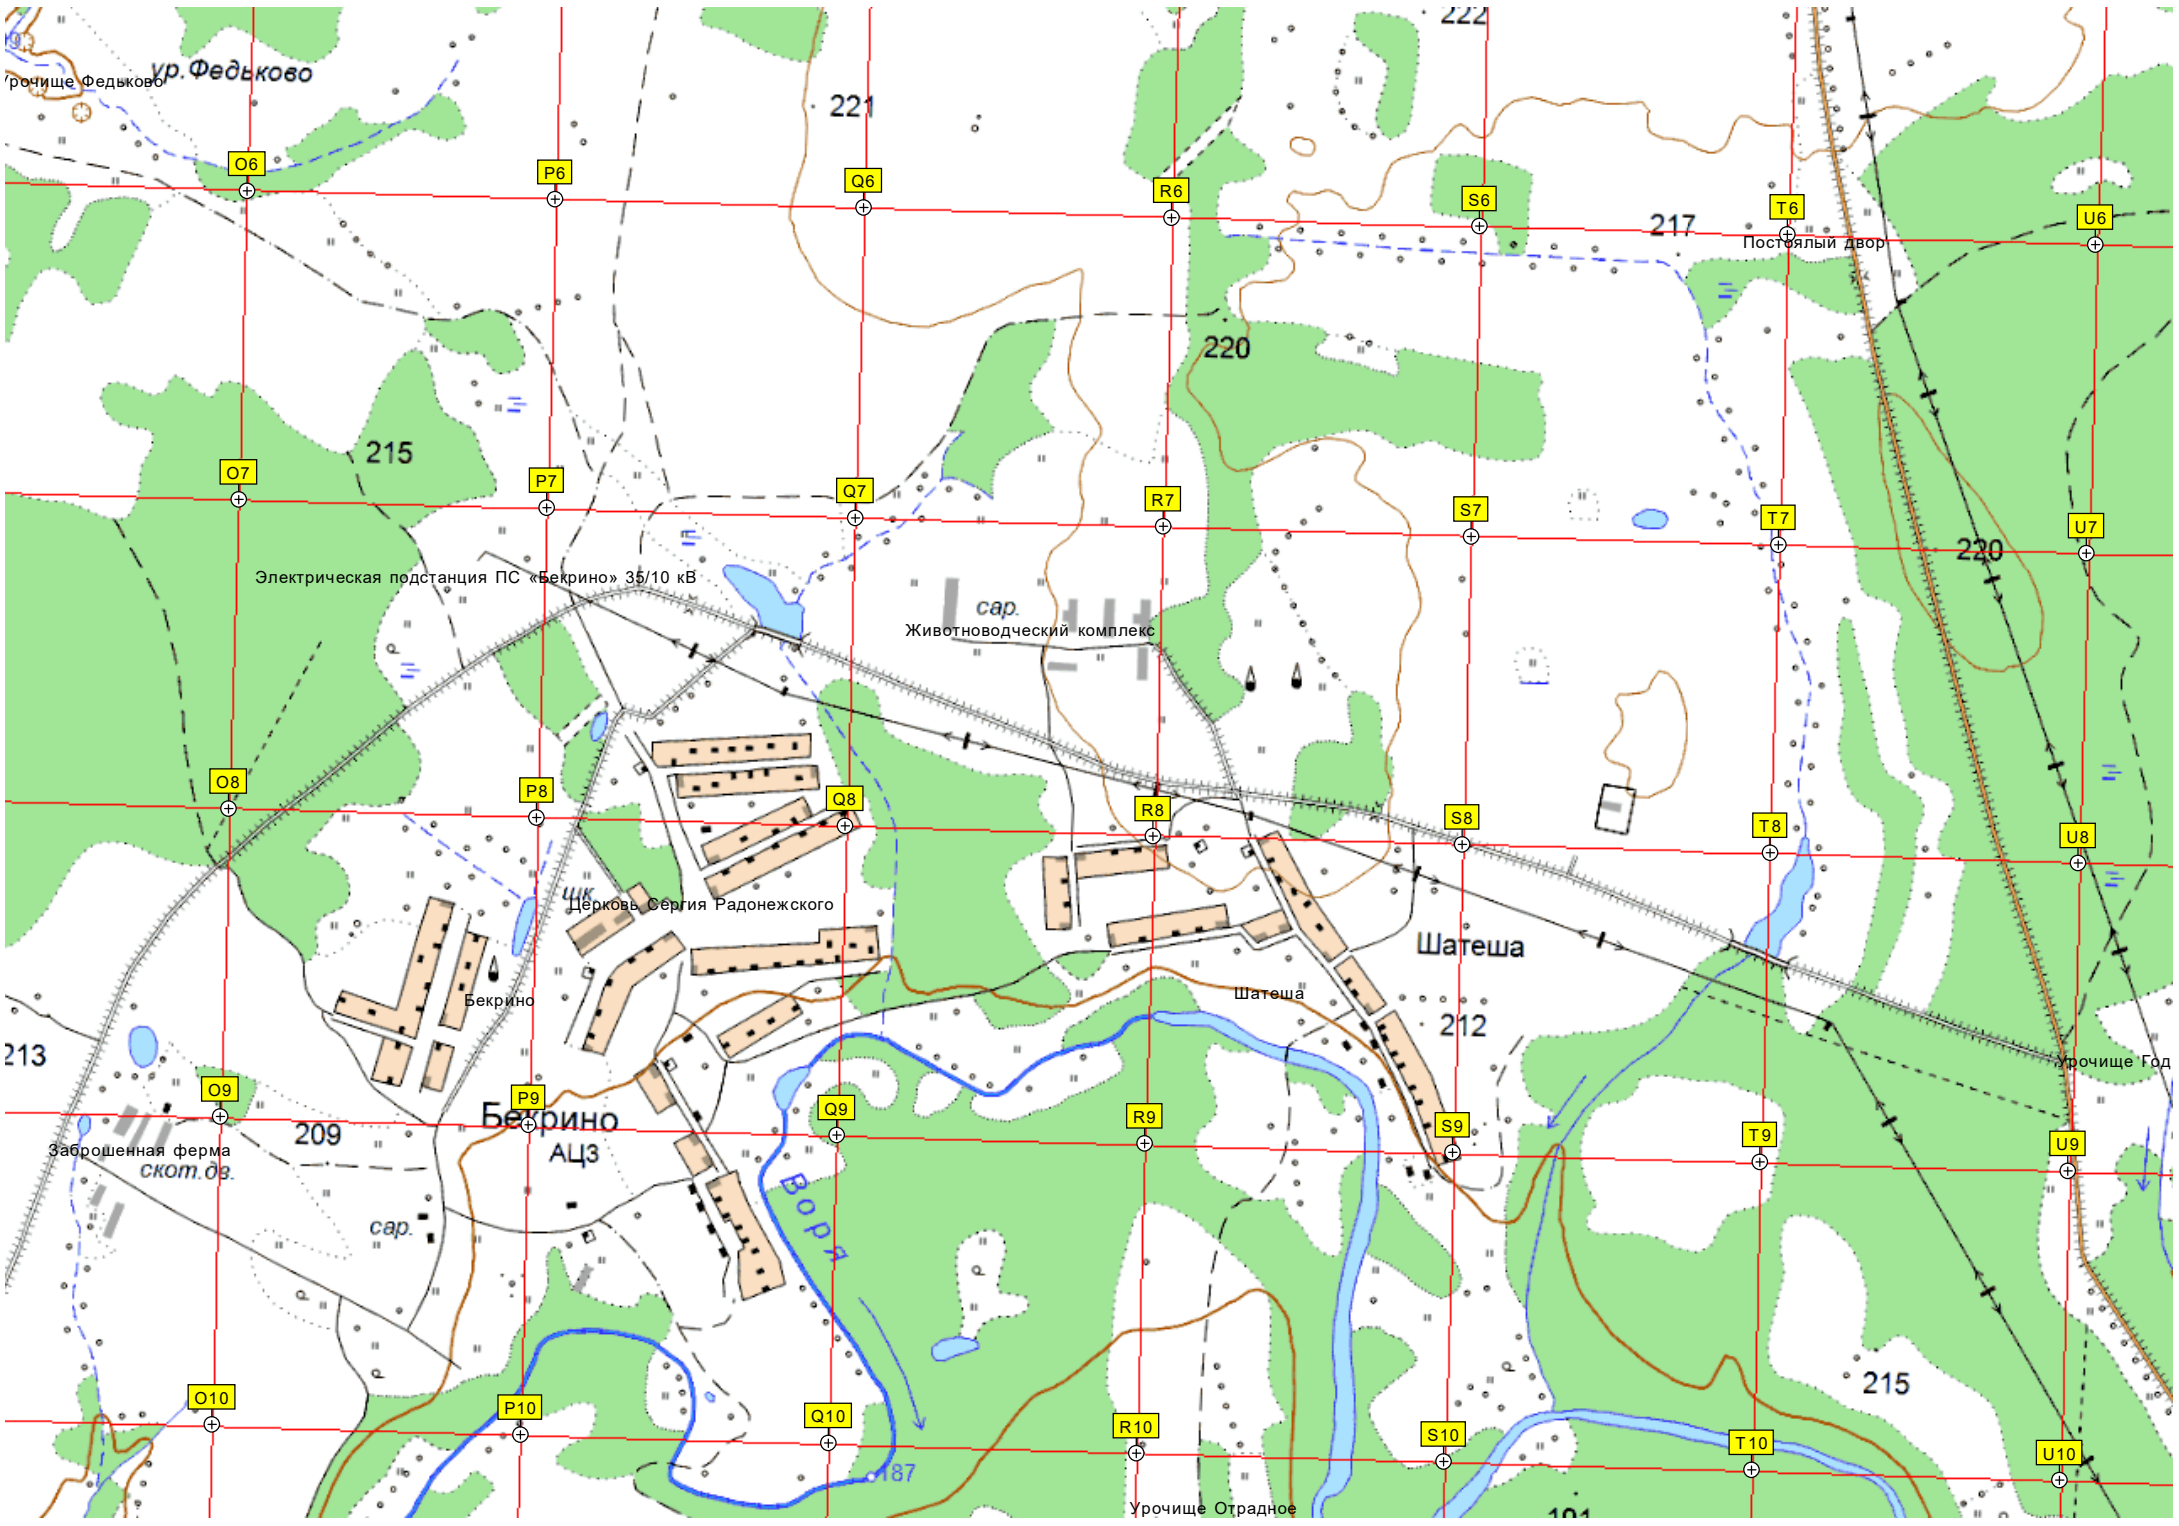 222
ур.Федьково
Урочище Федьково
221
O6
P6
Q6
R6
S6
T6
U6
217
Постоялый двор
220
215
O7
P7
Q7
R7
S7
T7
U7
220
Электрическая подстанция ПС «Бекрино» 35/10 кВ
сар.
Животноводческий комплекс
O8
P8
Q8
R8
S8
T8
U8
шк.
Церковь Сергия Радонежского
Шатеша
Бекрино
Шатеша
212
213
Урочище Год
O9
P9
Q9
R9
S9
T9
U9
Бекрино
209
АЦЗ
Заброшенная ферма
скот.дв.
Воря
сар.
215
O10
P10
Q10
R10
S10
T10
U10
187
Урочище Отрадное
191